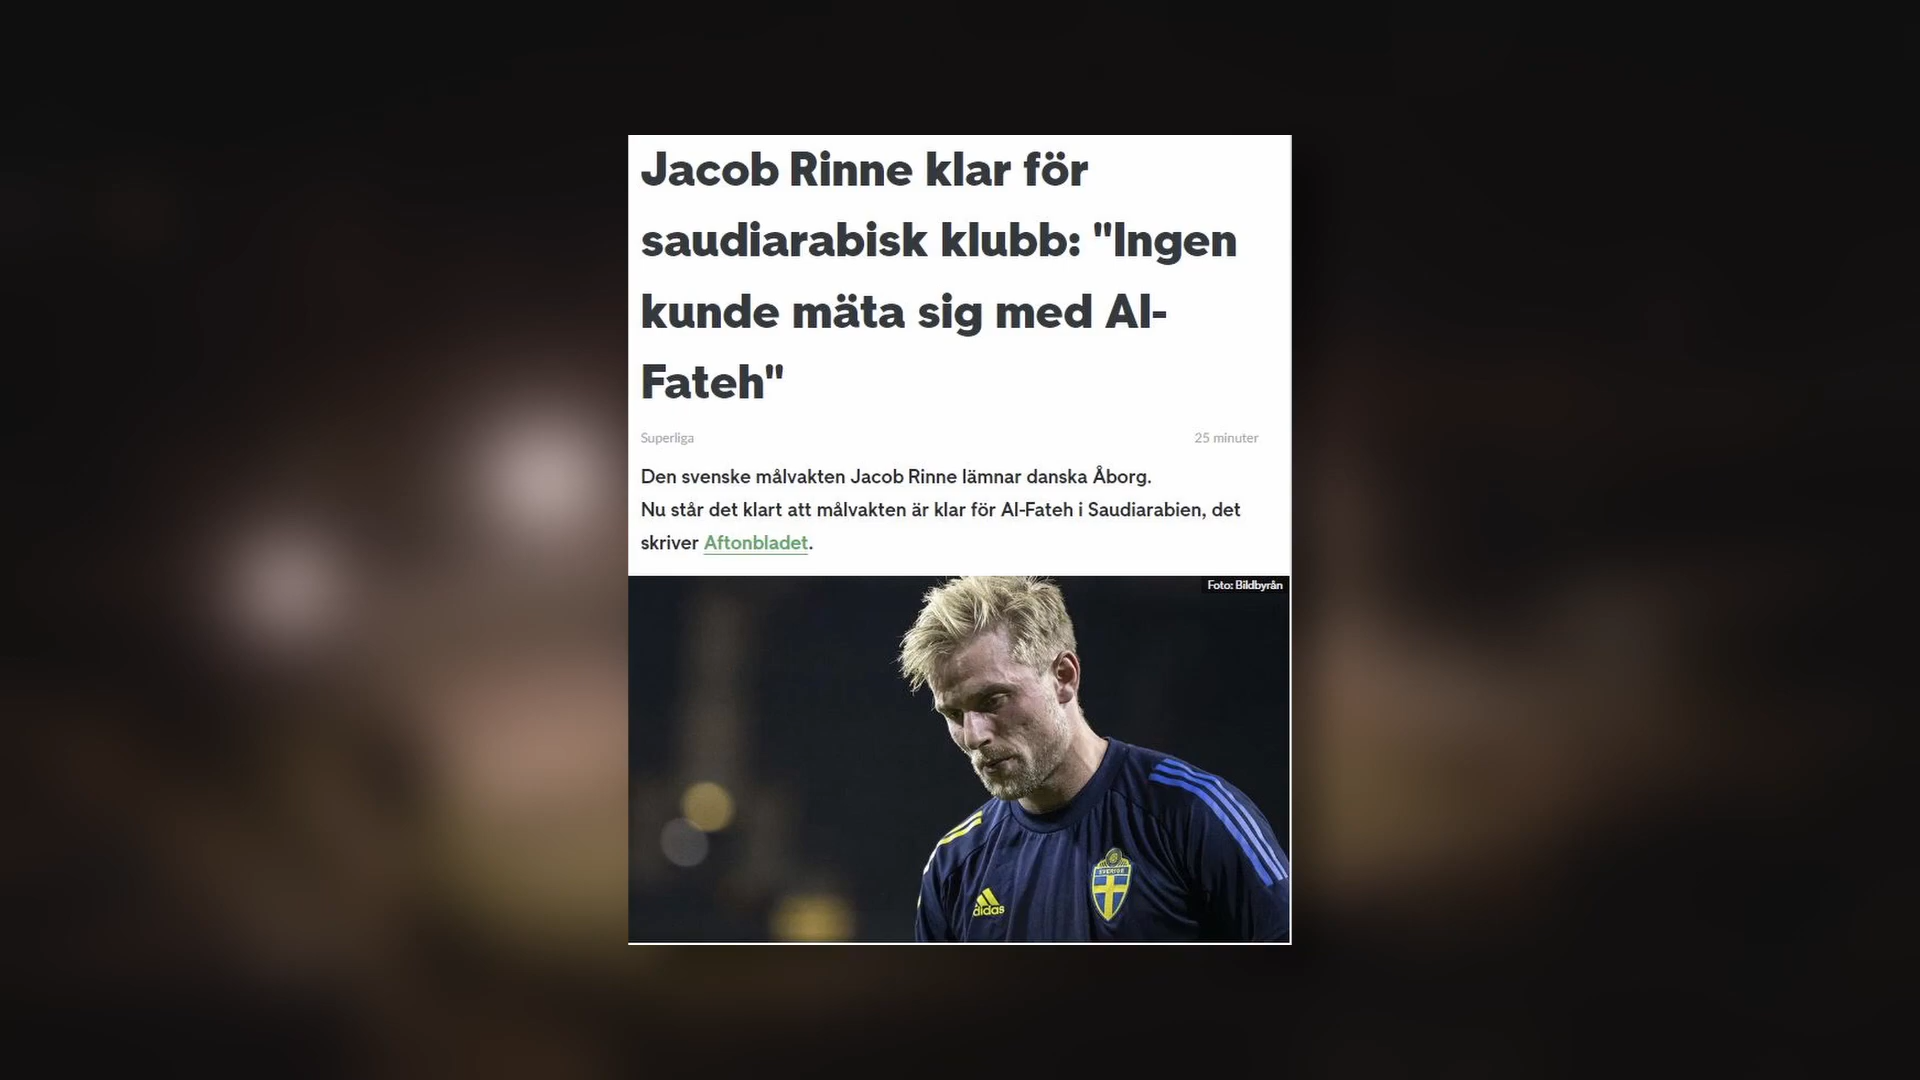 Jacob Rinne klar för
saudiarabisk klubb: "Ingen
kunde mäta sig med Al-
Fateh"
Superliga
25 minuter
Den svenske målvakten Jacob Rinne lämnar danska Åborg.
Nu står det klart att målvakten är klar för Al-Fateh i Saudiarabien, det
skriver Aftonbladet.
Foto: Bildbyrån
SVERIGE
adidas